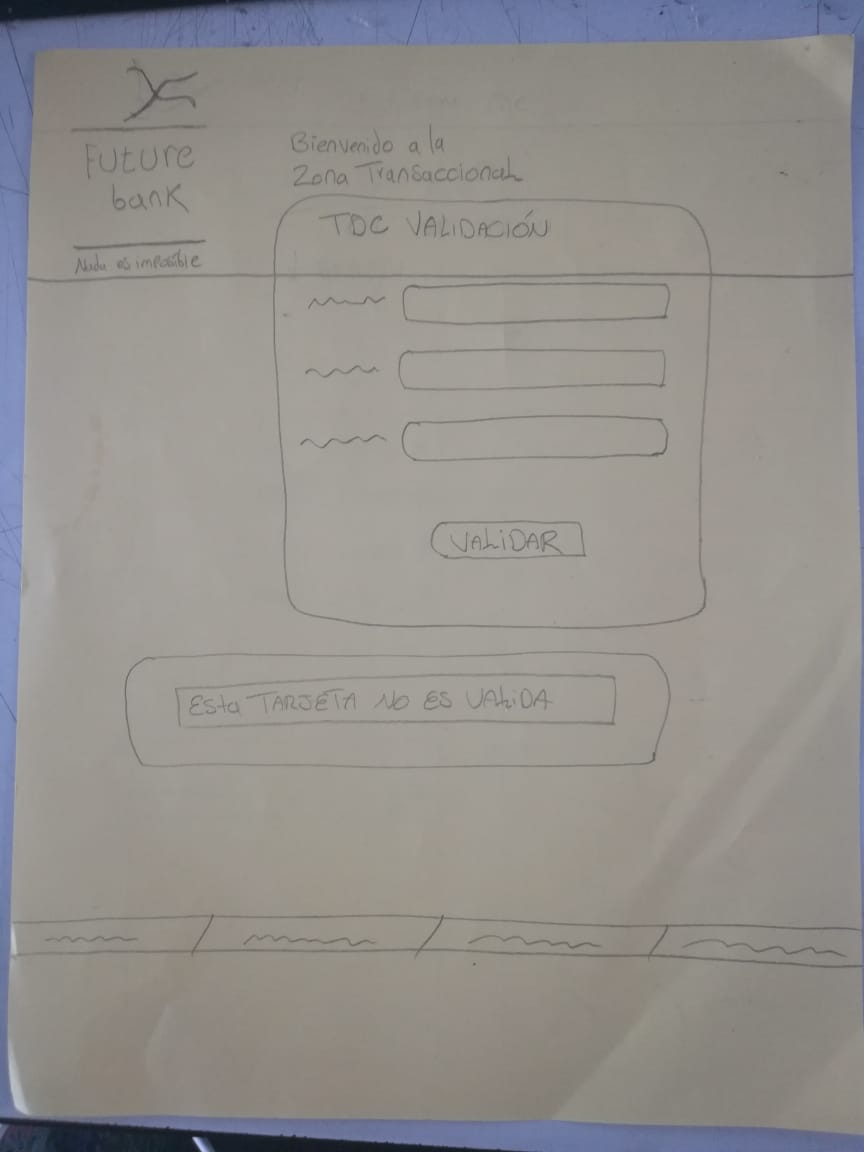 Future
bank
Nada es imposible
Bienvenido a la
Zona Transaccional
TDC VALIDACIÓN
VALiDAR
Esta TARJETA NO ES VALiDA